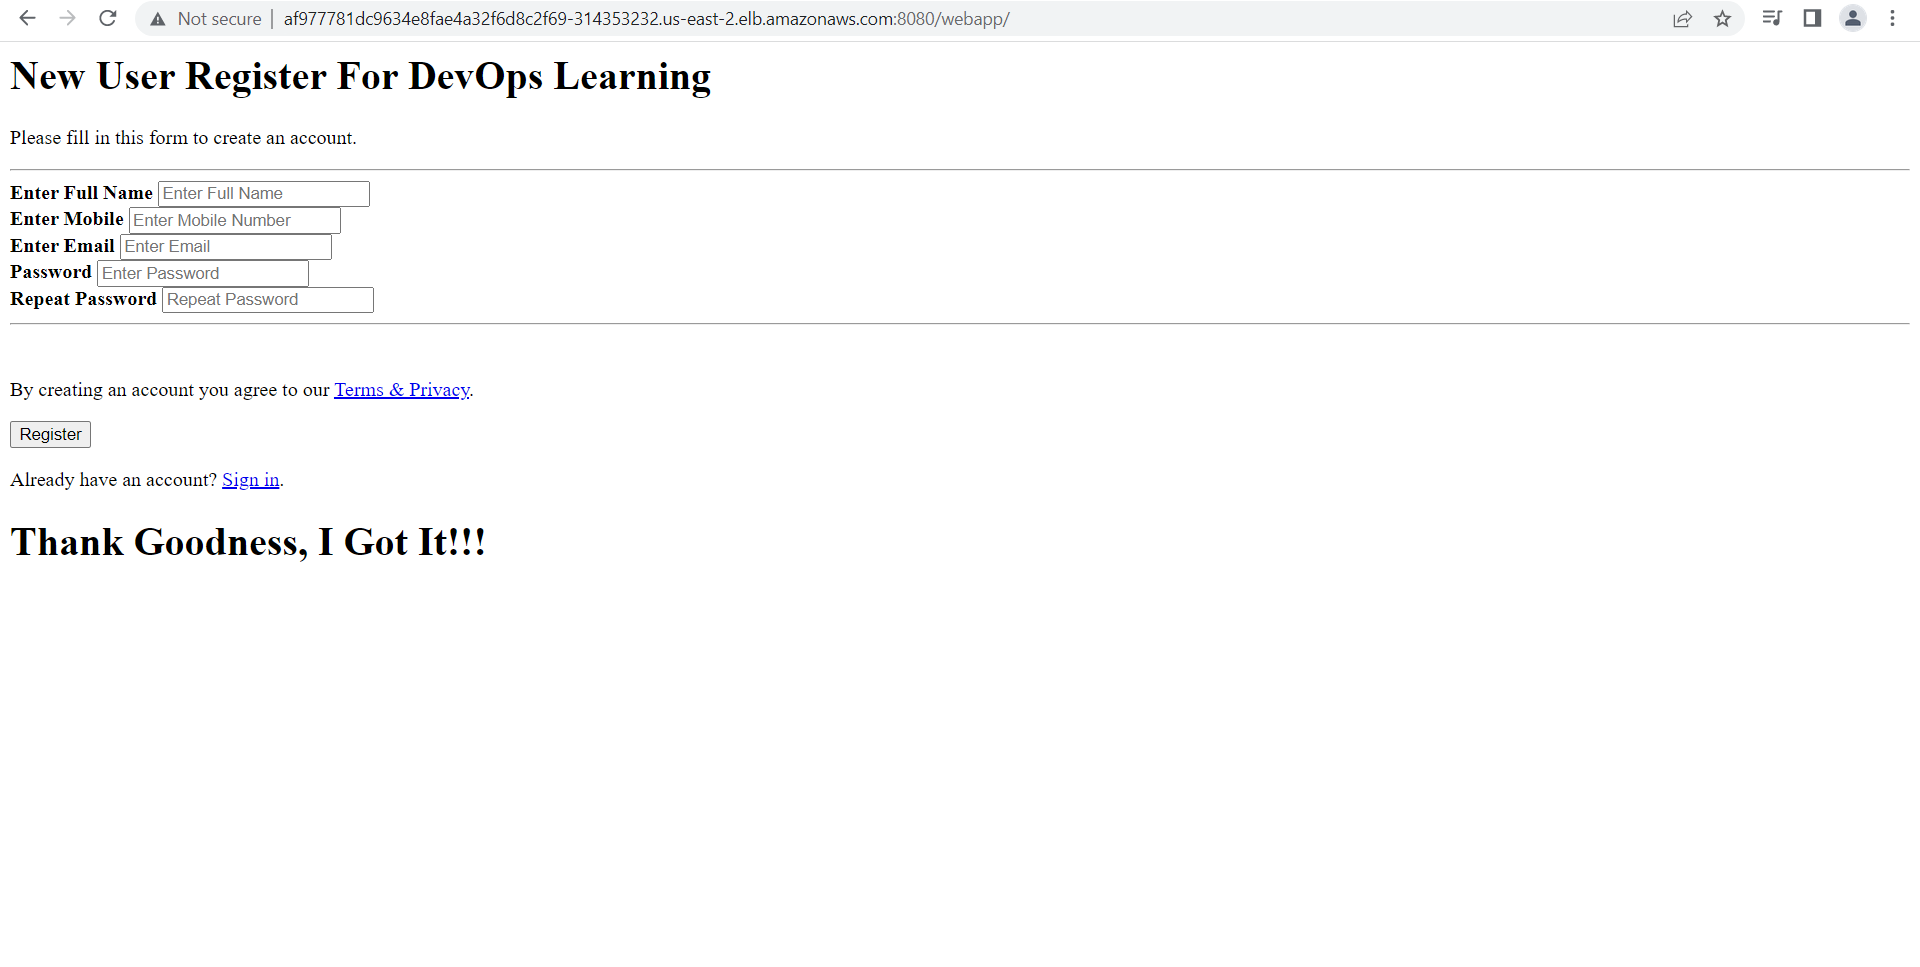 Not secure | af977781dc9634e8fae4a32f6d8c2f69-314353232.us-east-2.elb.amazonaws.com:8080/webapp/
New User Register For DevOps Learning
Please fill in this form to create an account.
Enter Full Name Enter Full Name
Enter Mobile Enter Mobile Number
Enter Email Enter Email
Password Enter Password
Repeat Password Repeat Password
By creating an account you agree to our Terms & Privacy.
Register
Already have an account? Sign in.
Thank Goodness, I Got It!!!